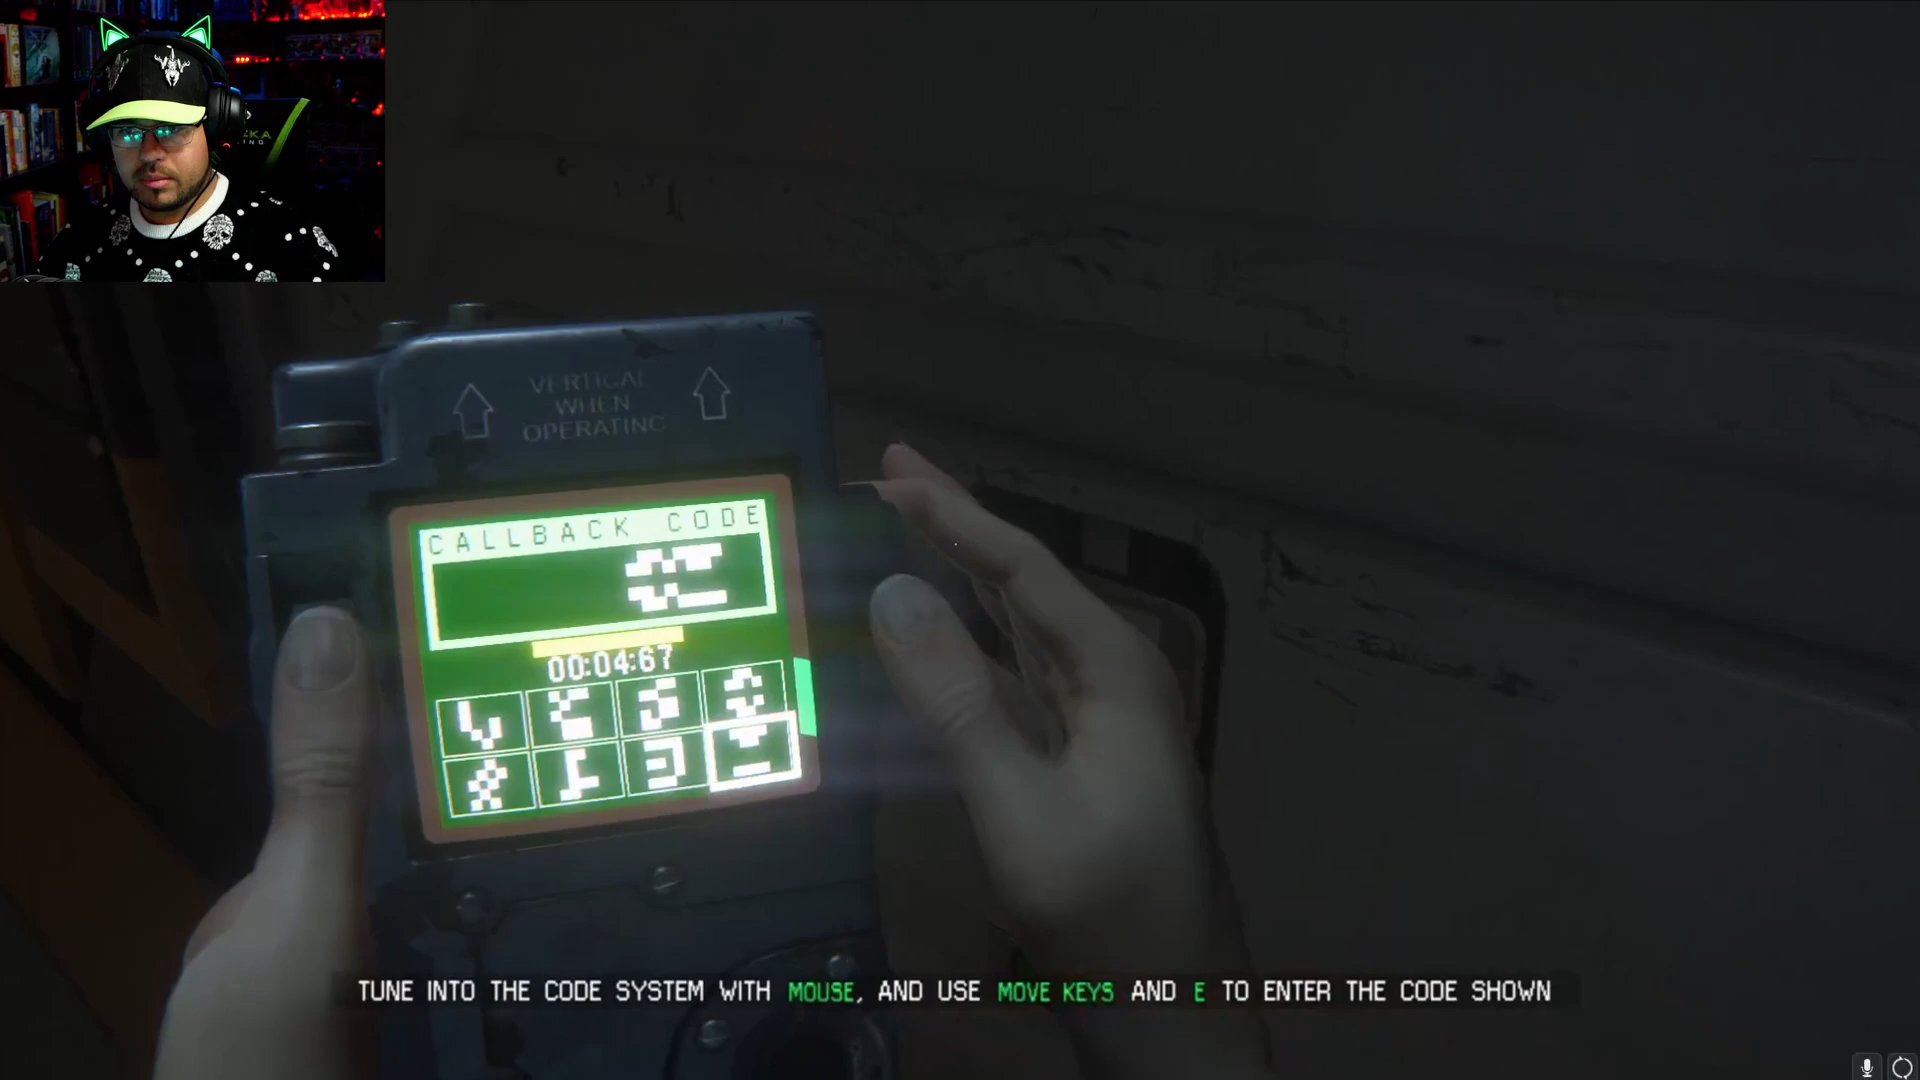 VERTICAL
WHEN
OPERATING
CALLBACK CODE
00:04:67
TUNE INTO THE CODE SYSTEM WITH MOUSE, AND USE MOVE KEYS AND E TO ENTER THE CODE SHOWN